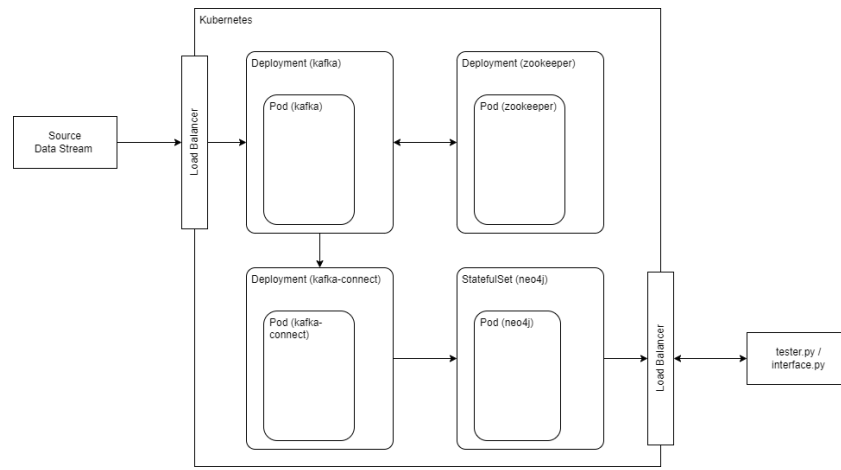 Kubernetes
Deployment (kafka)
Deployment (zookeeper)
Pod (kafka)
Pod (zookeeper)
Load Balancer
Source
Data Stream
Deployment (kafka-connect)
StatefulSet (neo4j)
Pod (kafka-
connect)
Pod (neo4j)
Load Balancer
tester.py /
interface.py